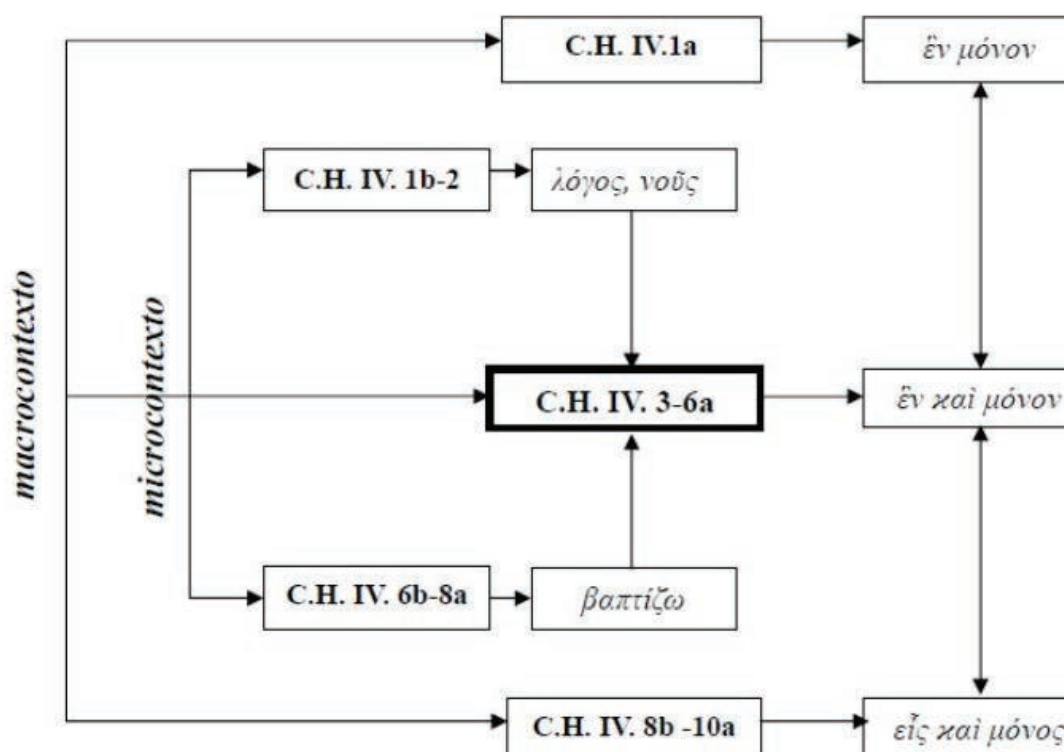 C.H. IV.1a
ἓν μόνον
C.H. IV. 1b-2
λόγος, νοῦς
macrocontexto
microcontexto
C.H. IV. 3-6a
ἓν ϰαὶ μόνον
C.H. IV. 6b-8a
βαπτίζω
C.H. IV. 8b -10a
εἷς ϰαὶ μόνος